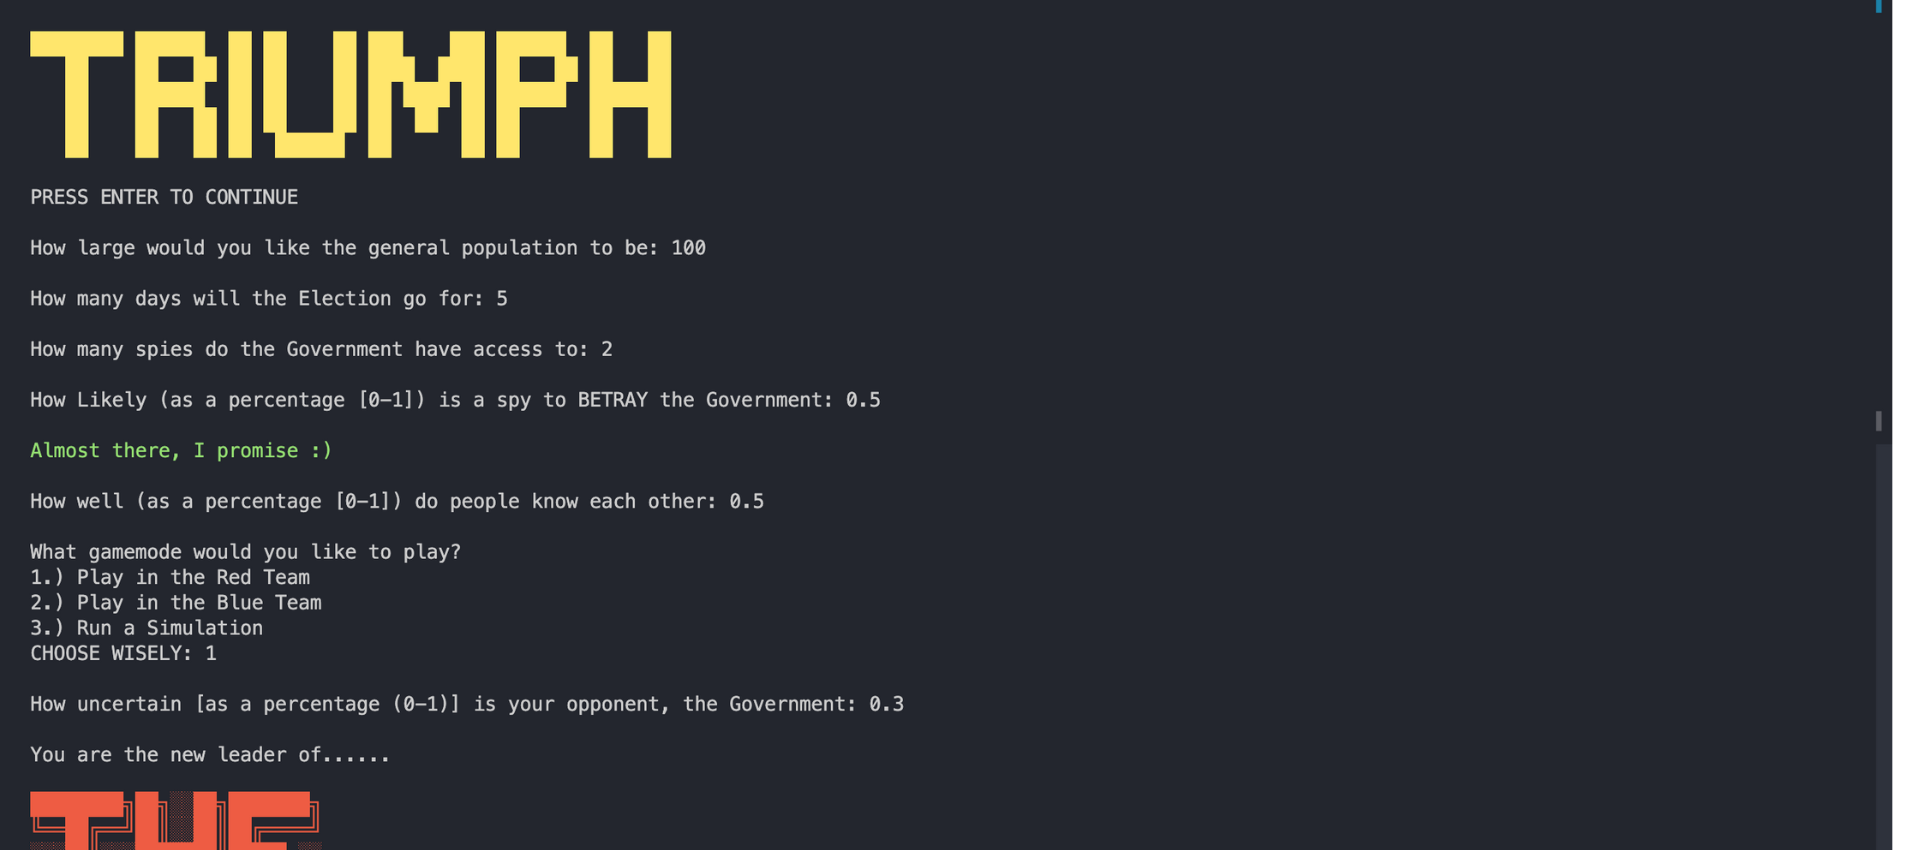 TRIUMPH
PRESS ENTER TO CONTINUE
How large would you like the general population to be: 100
How many days will the Election go for: 5
How many spies do the Government have access to: 2
How Likely (as a percentage [0-1]) is a spy to BETRAY the Government: 0.5
Almost there, I promise :)
How well (as a percentage [0-1]) do people know each other: 0.5
What gamemode would you like to play?
1.) Play in the Red Team
2.) Play in the Blue Team
3.) Run a Simulation
CHOOSE WISELY: 1
How uncertain [as a percentage (0-1)] is your opponent, the Government: 0.3
You are the new leader of......
THE